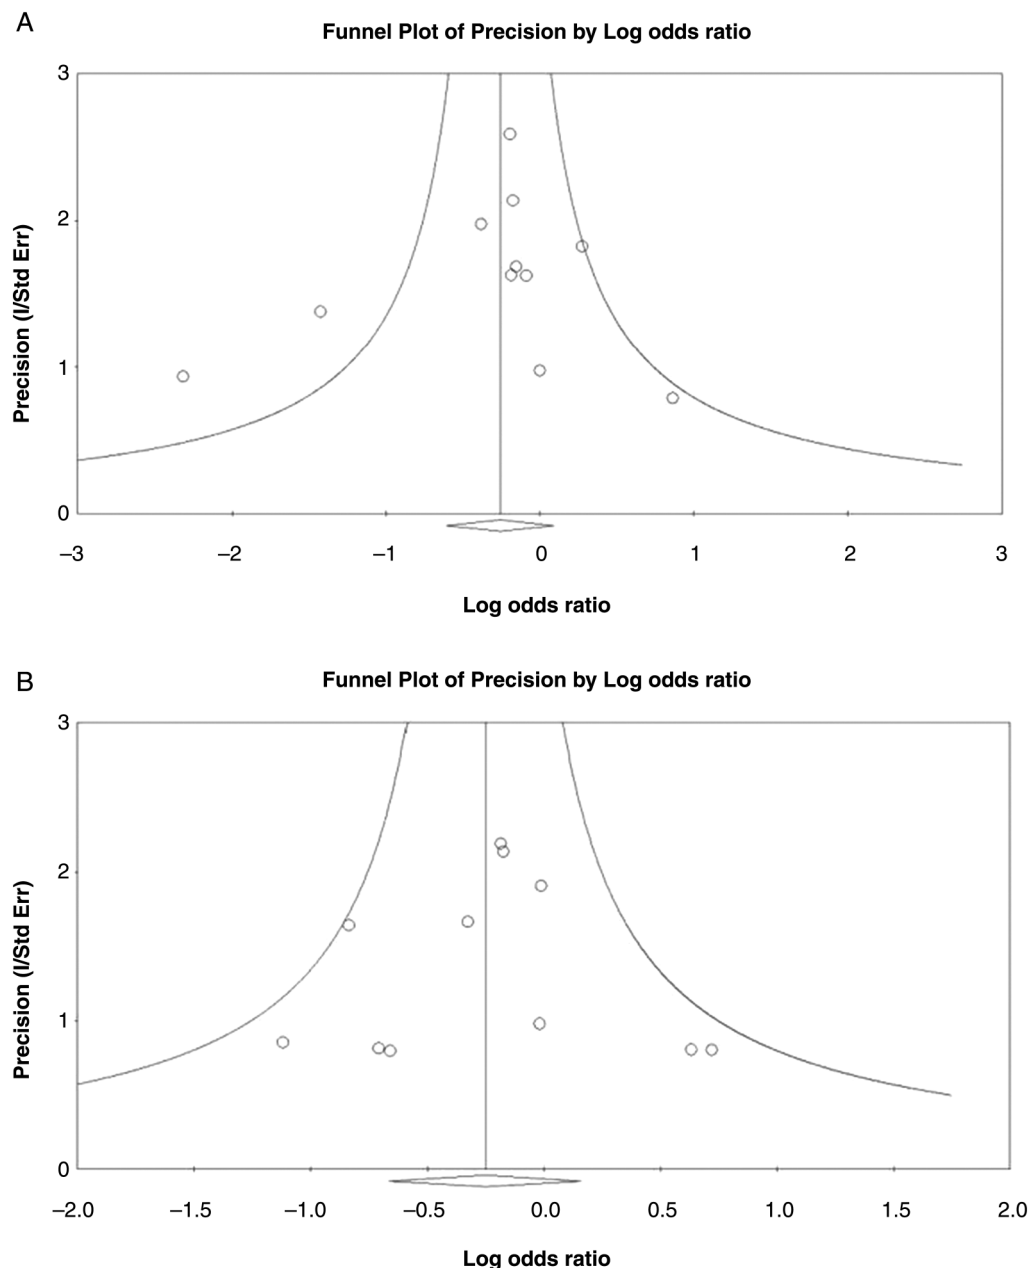 A
Funnel Plot of Precision by Log odds ratio
3
2
1
0
Precision (I/Std Err)
–3 –2 –1 0 1 2 3
Log odds ratio
B
Funnel Plot of Precision by Log odds ratio
3
2
1
0
Precision (I/Std Err)
–2.0 –1.5 –1.0 –0.5 0.0 0.5 1.0 1.5 2.0
Log odds ratio